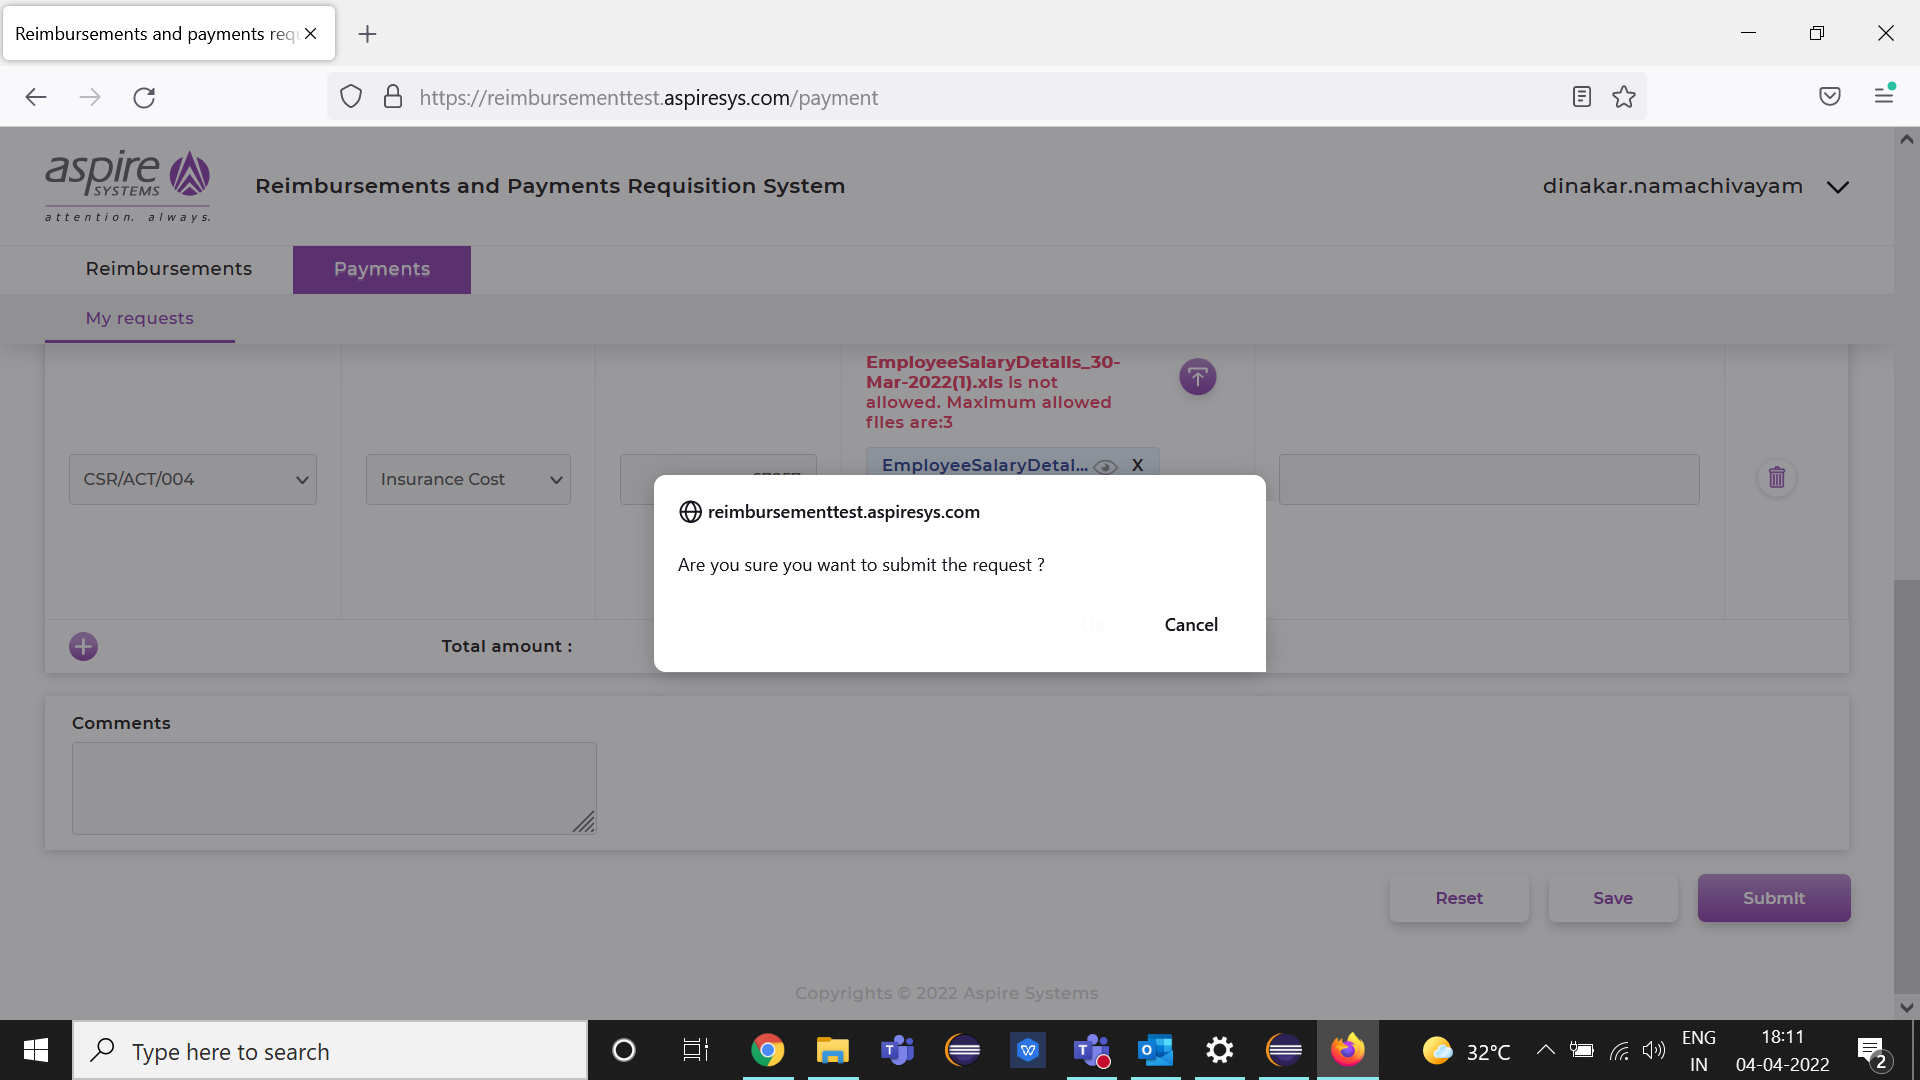 Reimbursements and payments req
https://reimbursementtest.aspiresys.com/payment
aspire
SYSTEMS
attention. always.
Reimbursements and Payments Requisition System
dinakar.namachivayam
Reimbursements
Payments
My requests
EmployeeSalaryDetails_30-
Mar-2022(1).xls is not
allowed. Maximum allowed
files are:3
CSR/ACT/004
Insurance Cost
EmployeeSalaryDetai...
X
reimbursementtest.aspiresys.com
Are you sure you want to submit the request ?
OK
Cancel
Total amount :
Comments
Reset
Save
Submit
Copyrights © 2022 Aspire Systems
Type here to search
32°C
ENG
IN
18:11
04-04-2022
2